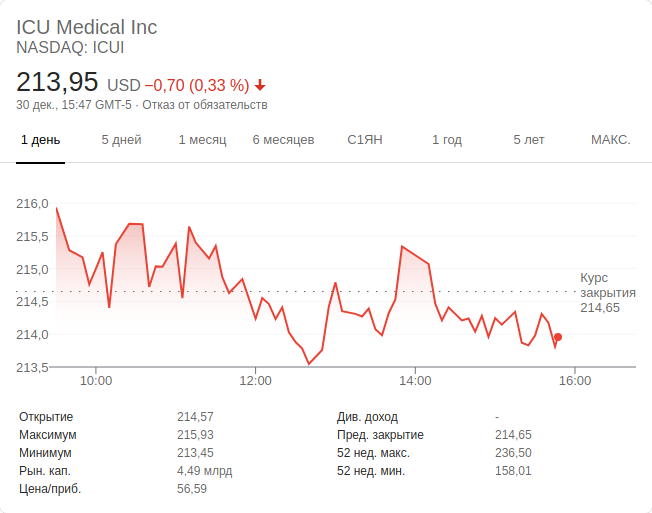 ICU Medical Inc
NASDAQ: ICUI
213,95 USD −0,70 (0,33 %)
30 дек., 15:47 GMT-5 · Отказ от обязательств
1 день 5 дней 1 месяц 6 месяцев С1ЯН 1 год 5 лет МАКС.
216,0
215,5
215,0
214,5
214,0
213,5
Курс
закрытия
214,65
10:00 12:00 14:00 16:00
Открытие 214,57 Див. доход -
Максимум 215,93 Пред. закрытие 214,65
Минимум 213,45 52 нед. макс. 236,50
Рын. кап. 4,49 млрд 52 нед. мин. 158,01
Цена/приб. 56,59